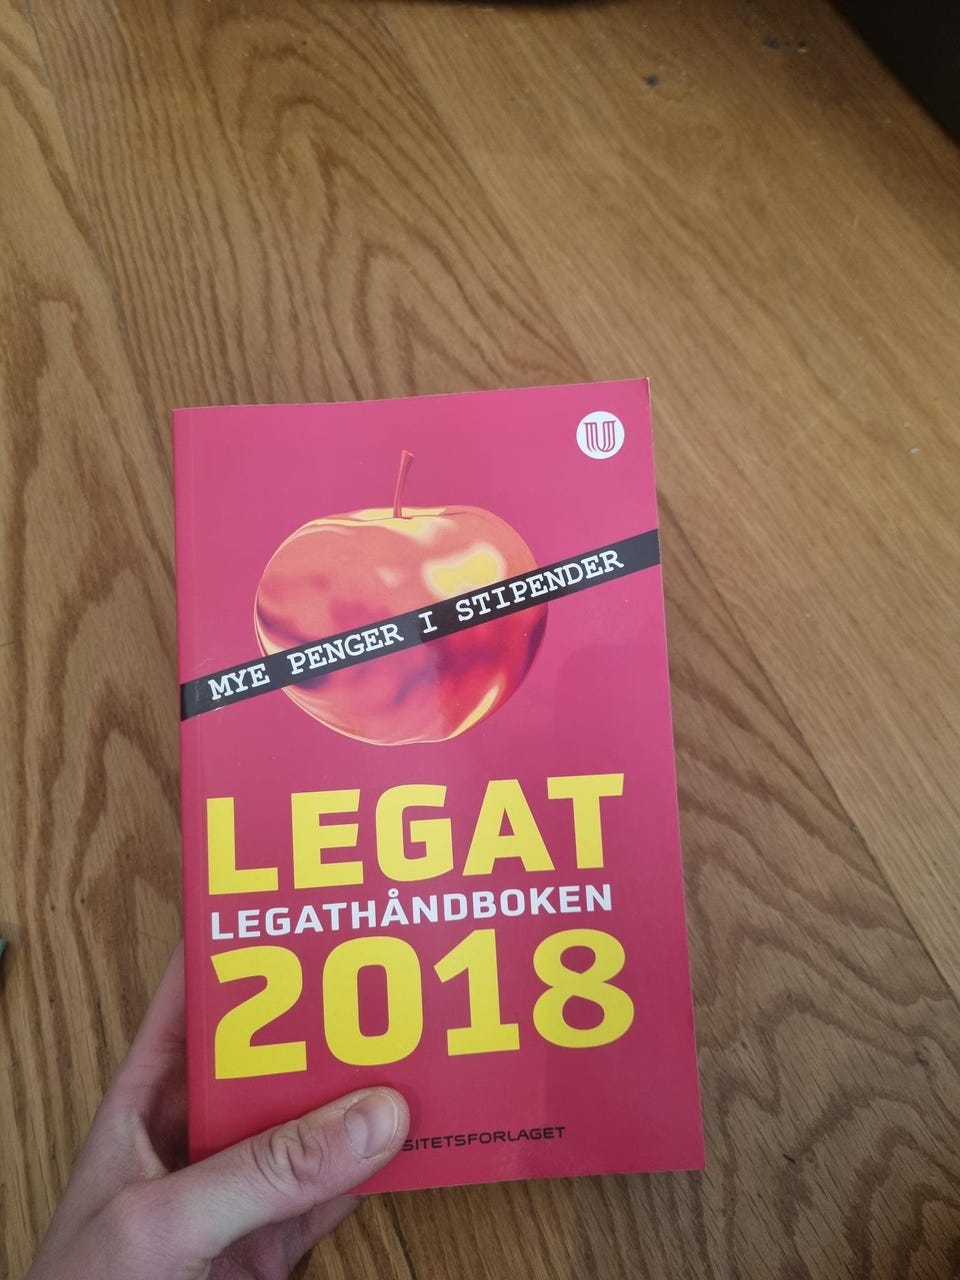 U
MYE PENGER I STIPENDER
LEGAT
LEGATHÅNDBOKEN
2018
SITETSFORLAGET